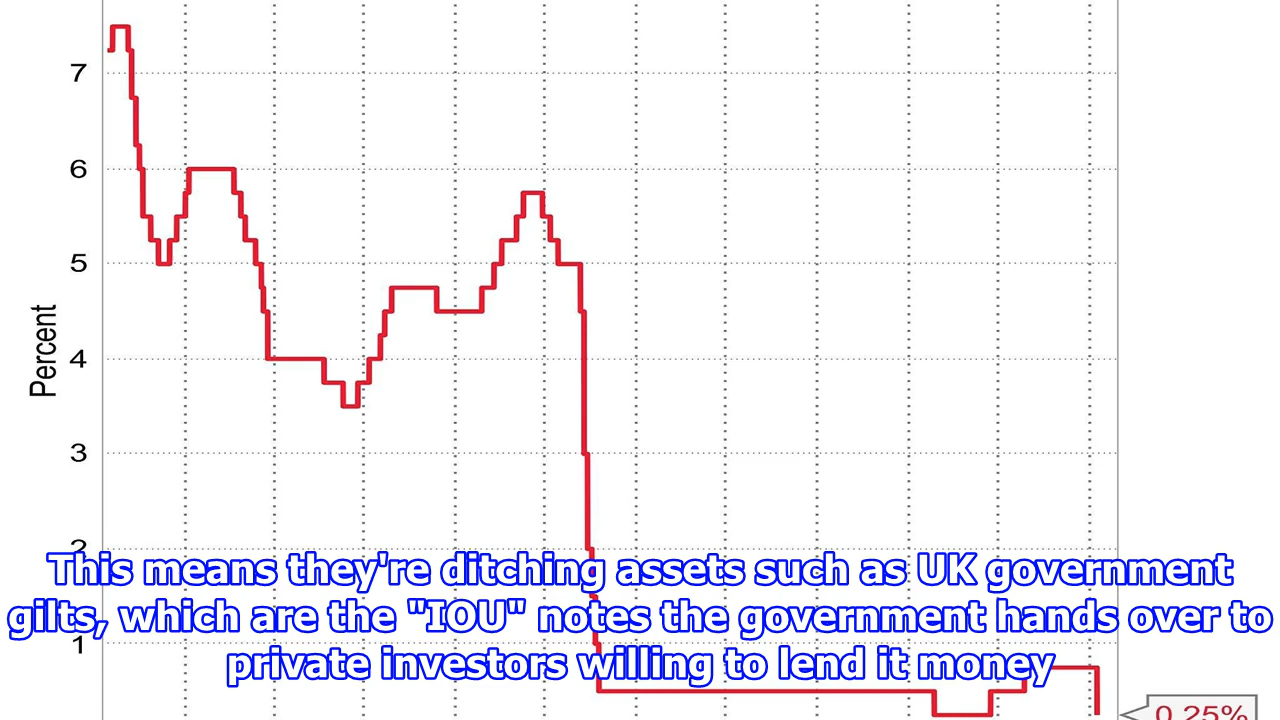 7
6
5
4
3
2
1
Percent
This means they're ditching assets such as UK government
gilts, which are the "IOU" notes the government hands over to
private investors willing to lend it money
0.25%